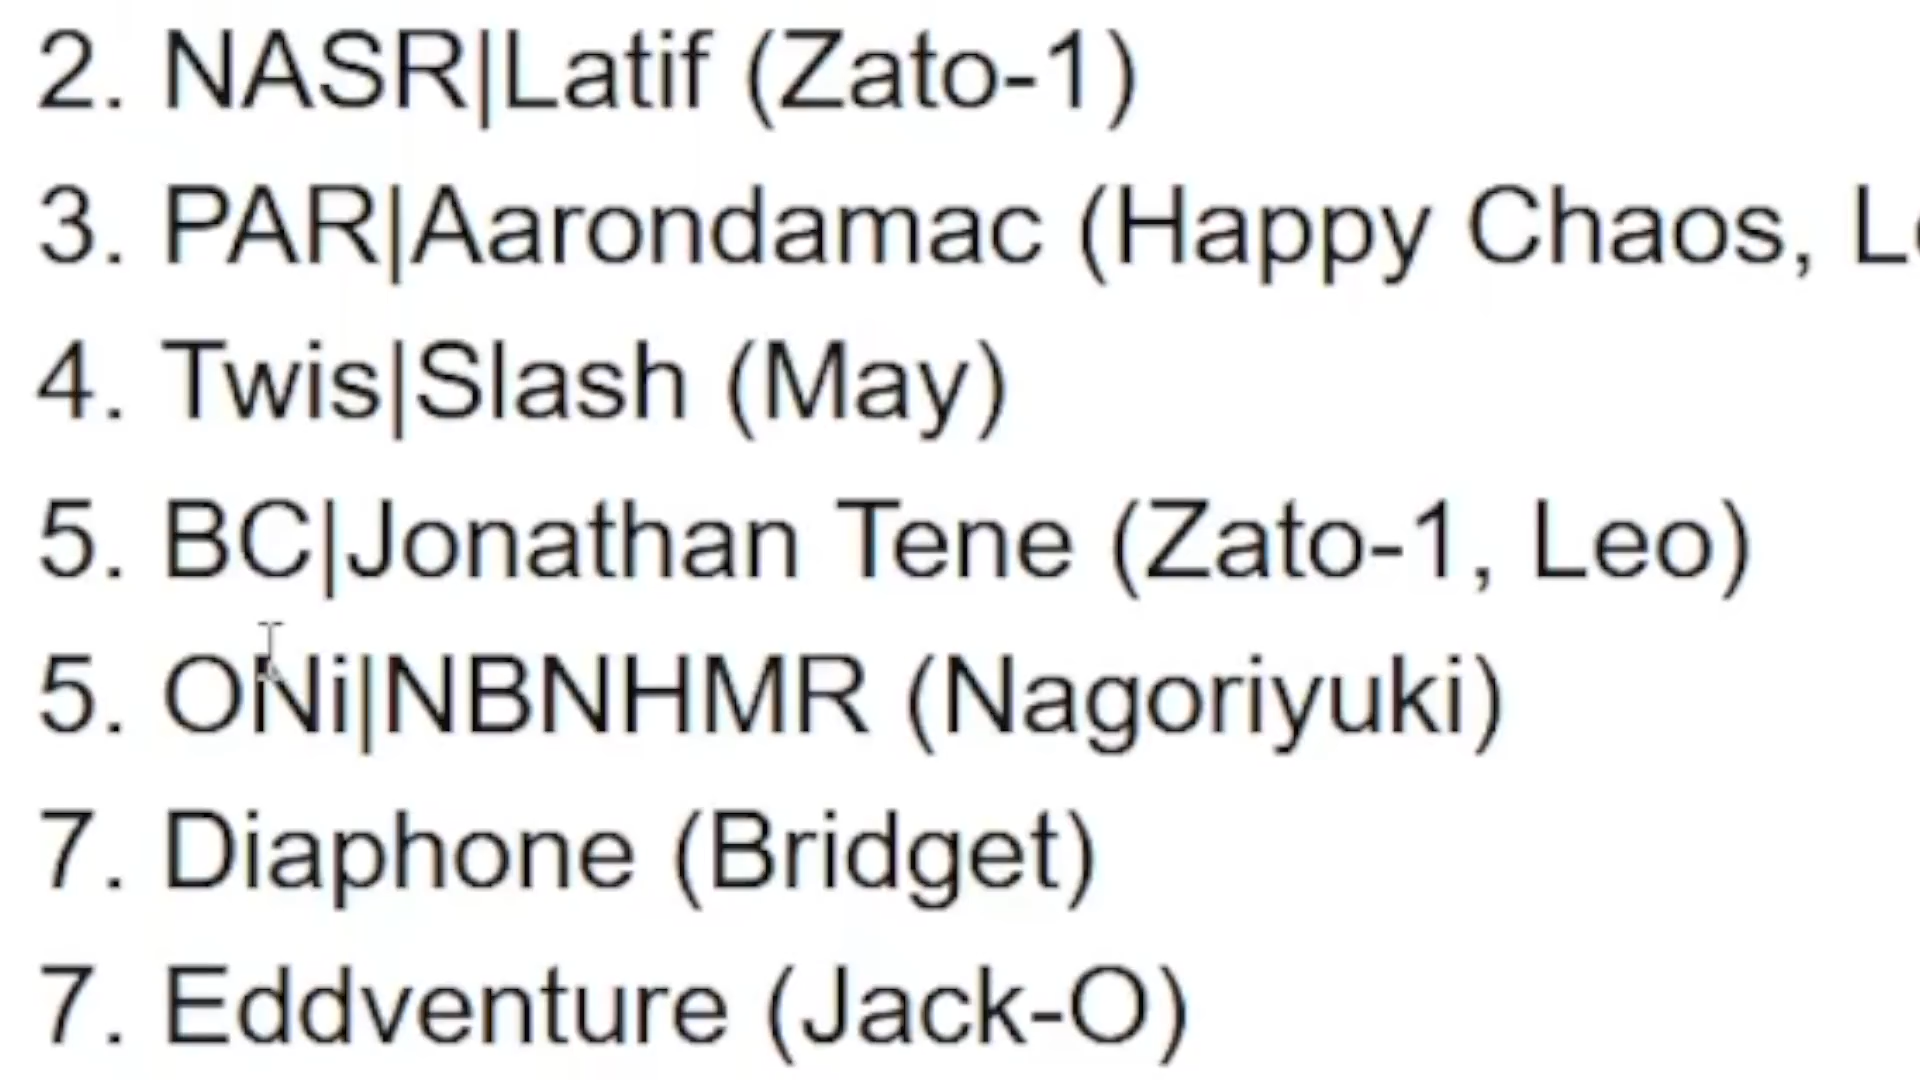 2. NASR|Latif (Zato-1)
3. PAR|Aarondamac (Happy Chaos,
4. Twis|Slash (May)
5. BC|Jonathan Tene (Zato-1, Leo)
5. ONi|NBNHMR (Nagoriyuki)
7. Diaphone (Bridget)
7. Eddventure (Jack-O)